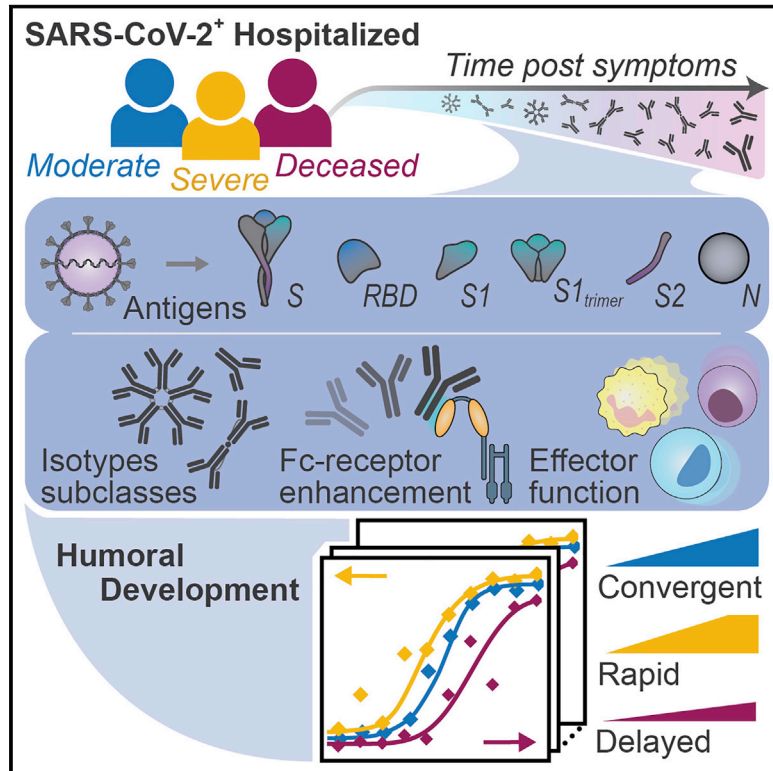 SARS-CoV-2+ Hospitalized
Time post symptoms
Moderate
Severe
Deceased
Antigens
S
RBD
S1
S1trimer
S2
N
Isotypes
subclasses
Fc-receptor
enhancement
Effector
function
Humoral
Development
Convergent
Rapid
Delayed